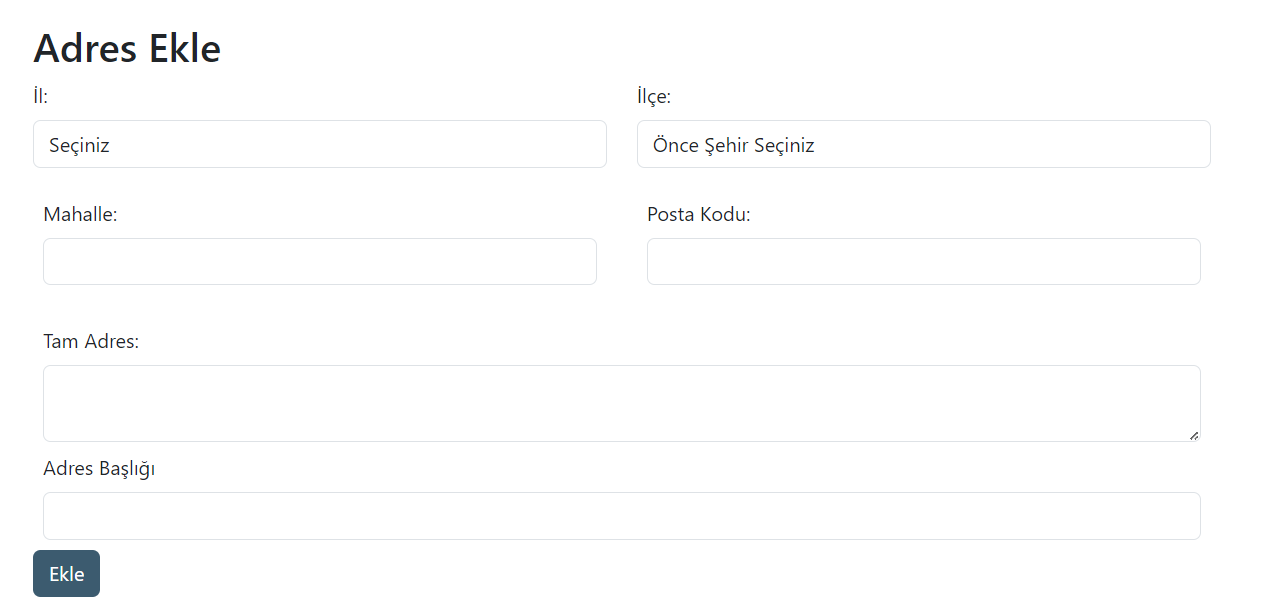 Adres Ekle
İl:
İlçe:
Seçiniz
Önce Şehir Seçiniz
Mahalle:
Posta Kodu:
Tam Adres:
Adres Başlığı
Ekle